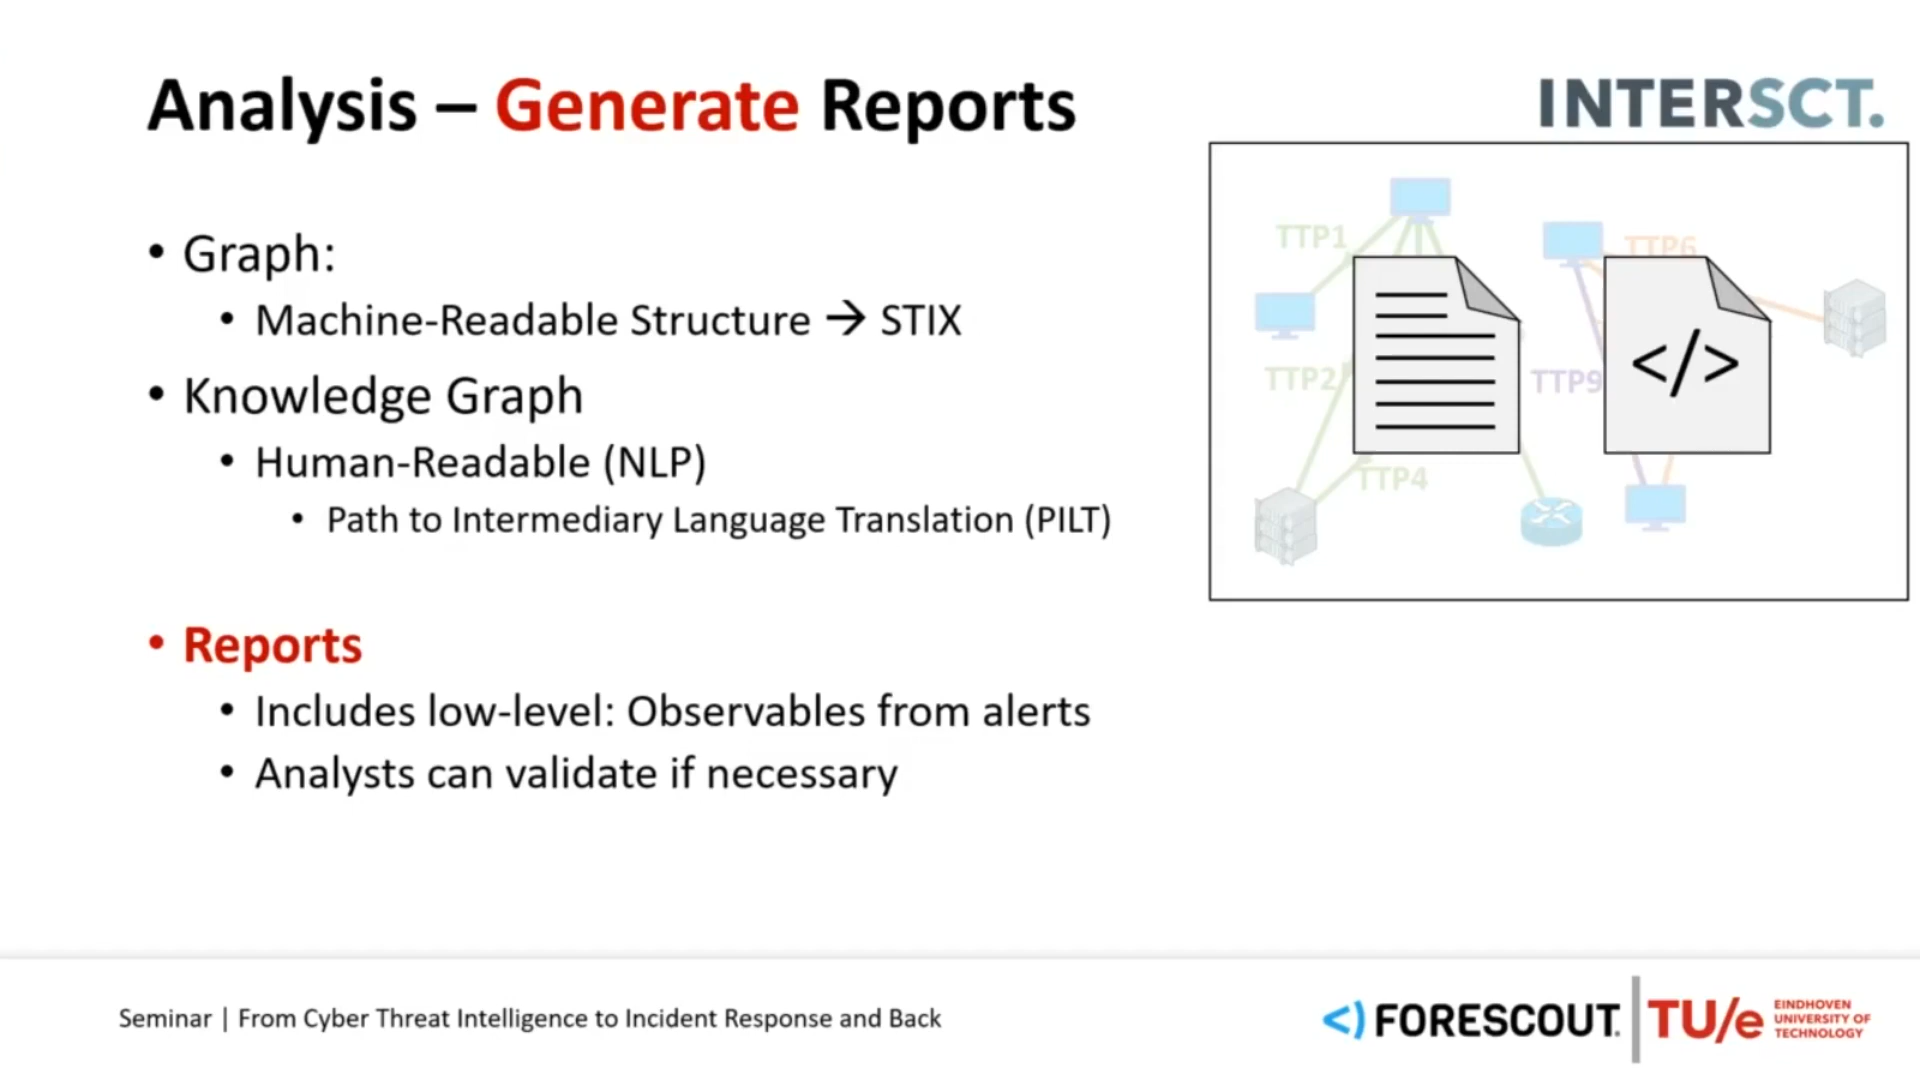 Analysis – Generate Reports
INTERSCT.
• Graph:
• Machine-Readable Structure → STIX
• Knowledge Graph
• Human-Readable (NLP)
• Path to Intermediary Language Translation (PILT)
• Reports
• Includes low-level: Observables from alerts
• Analysts can validate if necessary
TTP1
TTP6
TTP2
TTP9
TTP4
</>
Seminar | From Cyber Threat Intelligence to Incident Response and Back
<) FORESCOUT.
TU/e
EINDHOVEN
UNIVERSITY OF
TECHNOLOGY